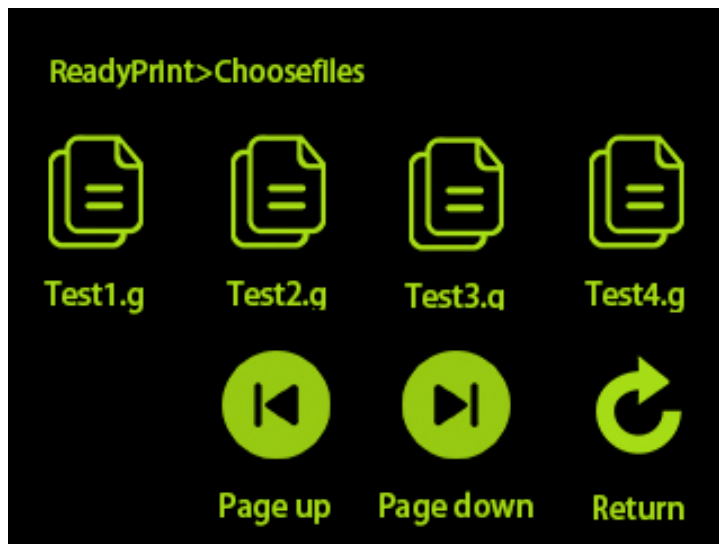 ReadyPrint>Choosefiles
Test1.g Test2.g Test3.g Test4.g
Page up Page down Return